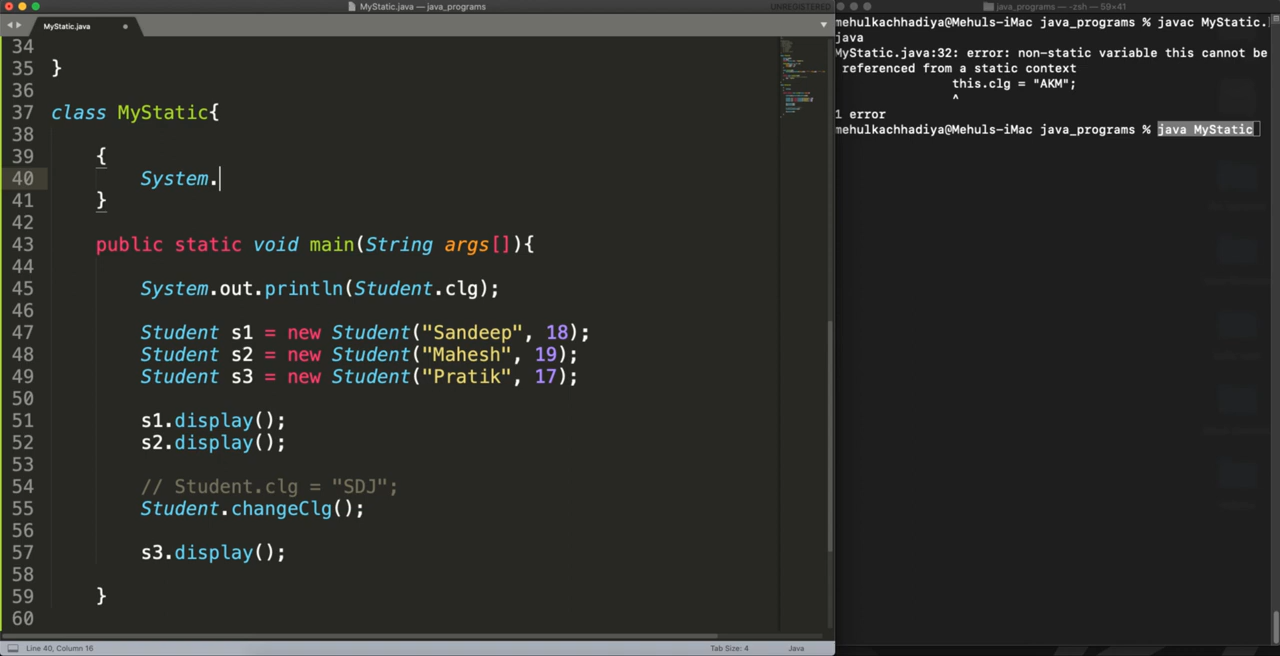 MyStatic.java — java_programs
UNREGISTERED
MyStatic.java
34
35 }
36
37 class MyStatic{
38
39 {
40 System.
41 }
42
43 public static void main(String args[]){
44
45 System.out.println(Student.clg);
46
47 Student s1 = new Student("Sandeep", 18);
48 Student s2 = new Student("Mahesh", 19);
49 Student s3 = new Student("Pratik", 17);
50
51 s1.display();
52 s2.display();
53
54 // Student.clg = "SDJ";
55 Student.changeClg();
56
57 s3.display();
58
59 }
60
Line 40, Column 16
Tab Size: 4
Java
java_programs — -zsh — 59×41
mehulkachhadiya@Mehuls-iMac java_programs % javac MyStatic.
java
MyStatic.java:32: error: non-static variable this cannot be
referenced from a static context
this.clg = "AKM";
^
1 error
mehulkachhadiya@Mehuls-iMac java_programs % java MyStatic